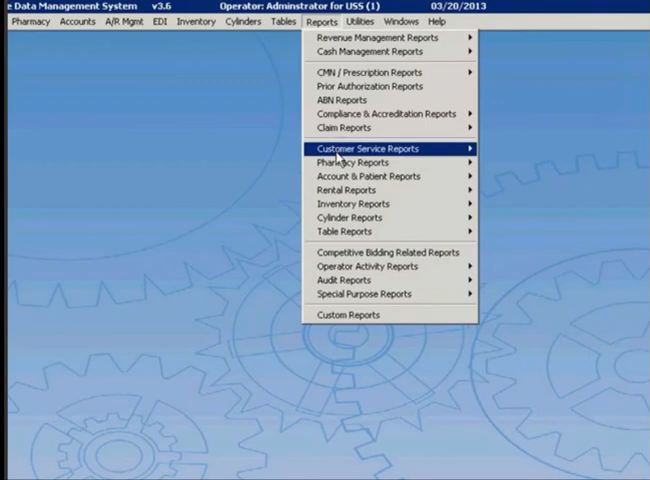 e Data Management System v3.6 Operator: Adminstrator for USS (1) 03/20/2013
Pharmacy Accounts A/R Mgmt EDI Inventory Cylinders Tables Reports Utilities Windows Help
Revenue Management Reports
Cash Management Reports
CMN / Prescription Reports
Prior Authorization Reports
ABN Reports
Compliance & Accreditation Reports
Claim Reports
Customer Service Reports
Pharmacy Reports
Account & Patient Reports
Rental Reports
Inventory Reports
Cylinder Reports
Table Reports
Competitive Bidding Related Reports
Operator Activity Reports
Audit Reports
Special Purpose Reports
Custom Reports